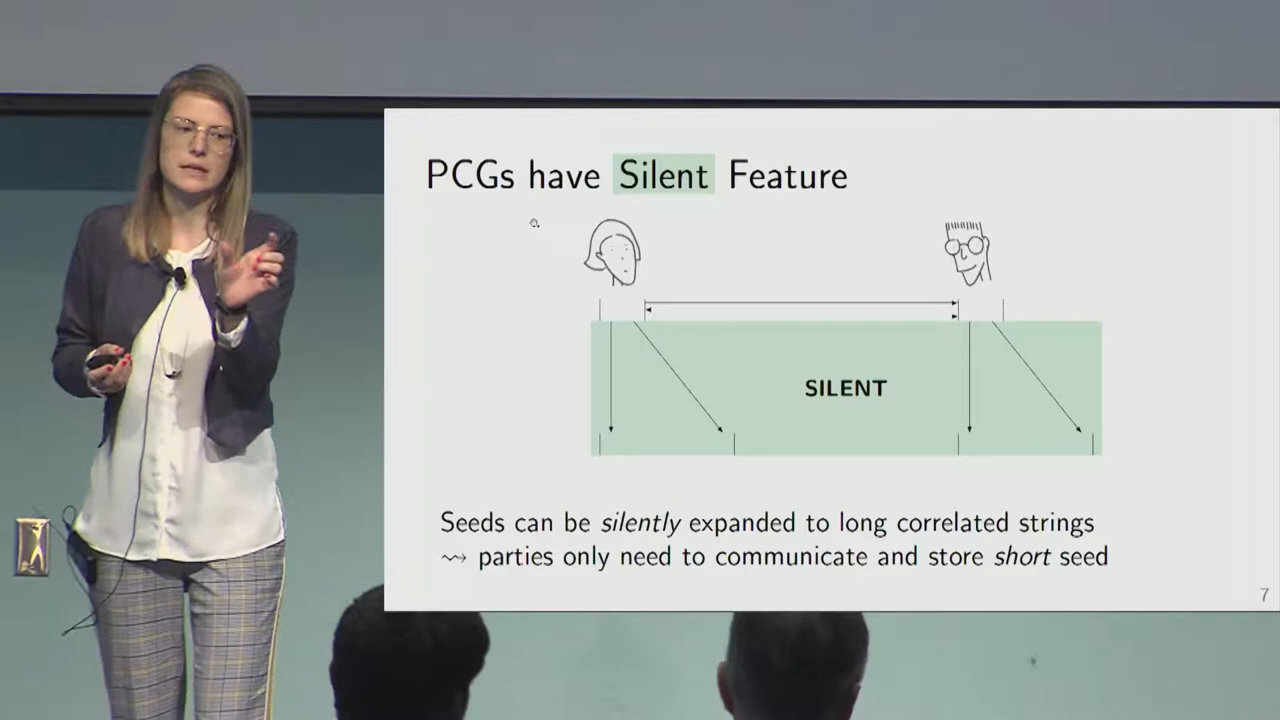 PCGs have Silent Feature
SILENT
Seeds can be silently expanded to long correlated strings
⇝ parties only need to communicate and store short seed
7